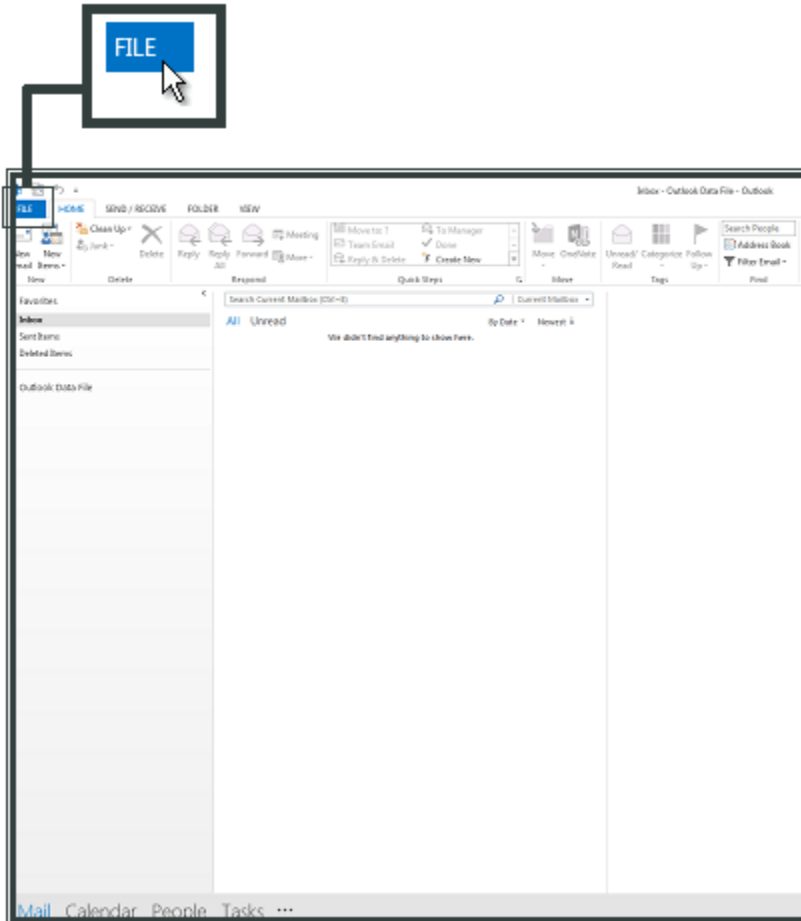 FILE
Inbox - Outlook Data File - Outlook
FILE HOME SEND / RECEIVE FOLDER VIEW
New Email
New Items
Clean Up
Junk
Delete
Reply
Reply All
Forward
Meeting
More
Move to: ?
Team Email
Reply & Delete
To Manager
Done
Create New
Move
OneNote
Unread/ Read
Categorize
Follow Up
Search People
Address Book
Filter Email
New Delete Respond Quick Steps Move Tags Find
Favorites
Inbox
Sent Items
Deleted Items
Outlook Data File
Search Current Mailbox (Ctrl+E) Current Mailbox
All Unread By Date Newest
We didn't find anything to show here.
Mail Calendar People Tasks •••